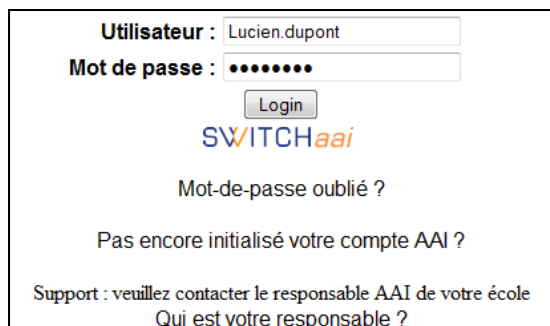 Utilisateur : Lucien.dupont
Mot de passe : ••••••••
Login
SWITCHaai
Mot-de-passe oublié ?
Pas encore initialisé votre compte AAI ?
Support : veuillez contacter le responsable AAI de votre école
Qui est votre responsable ?